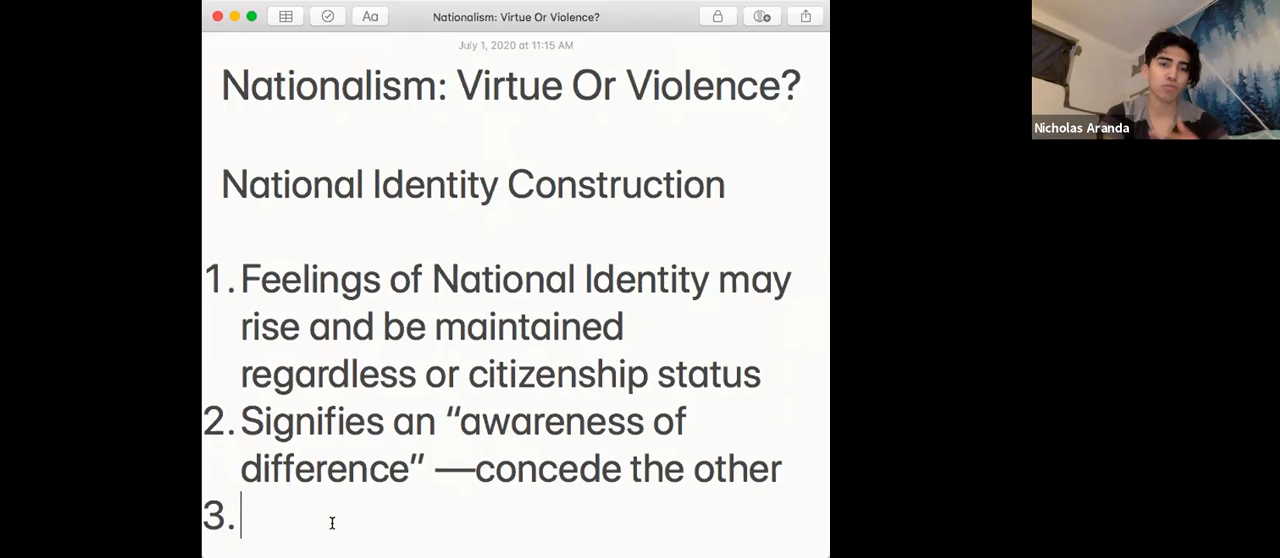 Aa
Nationalism: Virtue Or Violence?
July 1, 2020 at 11:15 AM
Nationalism: Virtue Or Violence?
National Identity Construction
1. Feelings of National Identity may
rise and be maintained
regardless or citizenship status
2. Signifies an “awareness of
difference” —concede the other
3.
Nicholas Aranda